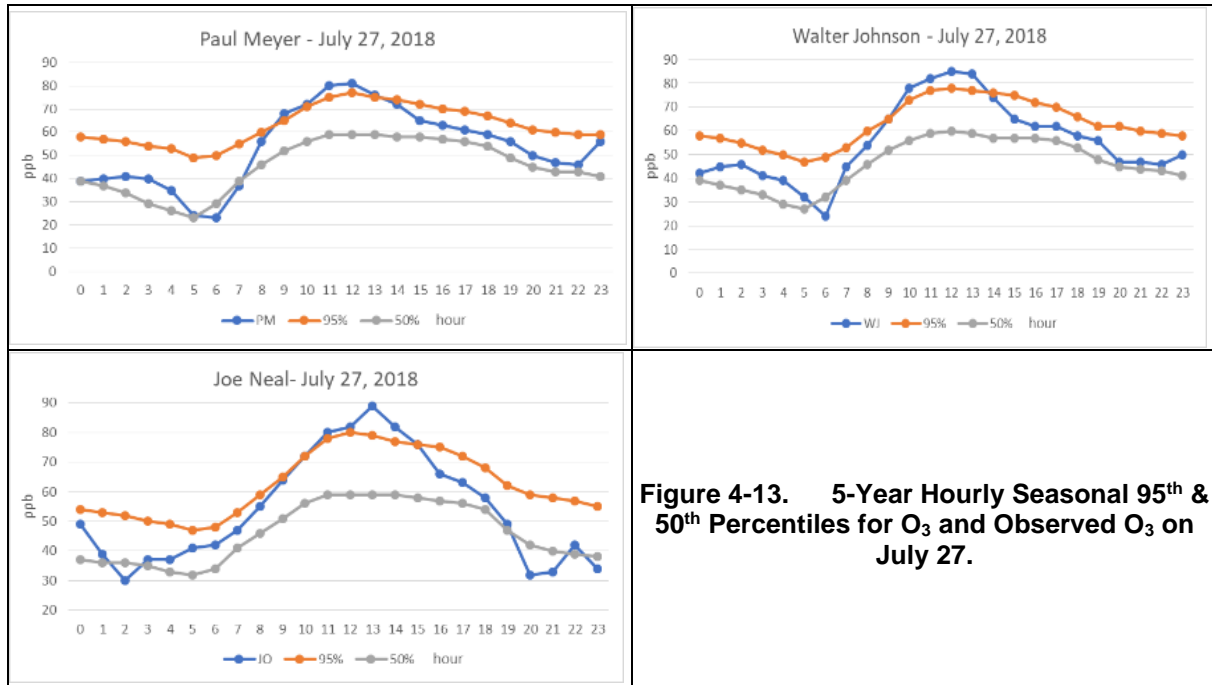 Paul Meyer - July 27, 2018
90
80
70
60
50
40
30
20
10
0
ppb
0 1 2 3 4 5 6 7 8 9 10 11 12 13 14 15 16 17 18 19 20 21 22 23
PM 95% 50% hour
Walter Johnson - July 27, 2018
90
80
70
60
50
40
30
20
10
0
ppb
0 1 2 3 4 5 6 7 8 9 10 11 12 13 14 15 16 17 18 19 20 21 22 23
WJ 95% 50% hour
Joe Neal- July 27, 2018
90
80
70
60
50
40
30
20
ppb
0 1 2 3 4 5 6 7 8 9 10 11 12 13 14 15 16 17 18 19 20 21 22 23
JO 95% 50% hour
Figure 4-13. 5-Year Hourly Seasonal 95th &
50th Percentiles for O3 and Observed O3 on
July 27.